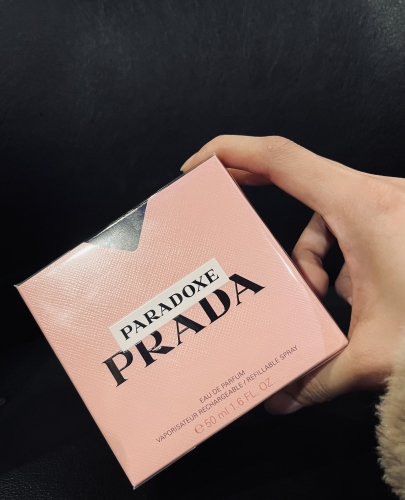 PARADOXE
PRADA
EAU DE PARFUM
VAPORISATEUR RECHARGEABLE / REFILLABLE SPRAY
℮ 50 ml 1.6 FL. OZ